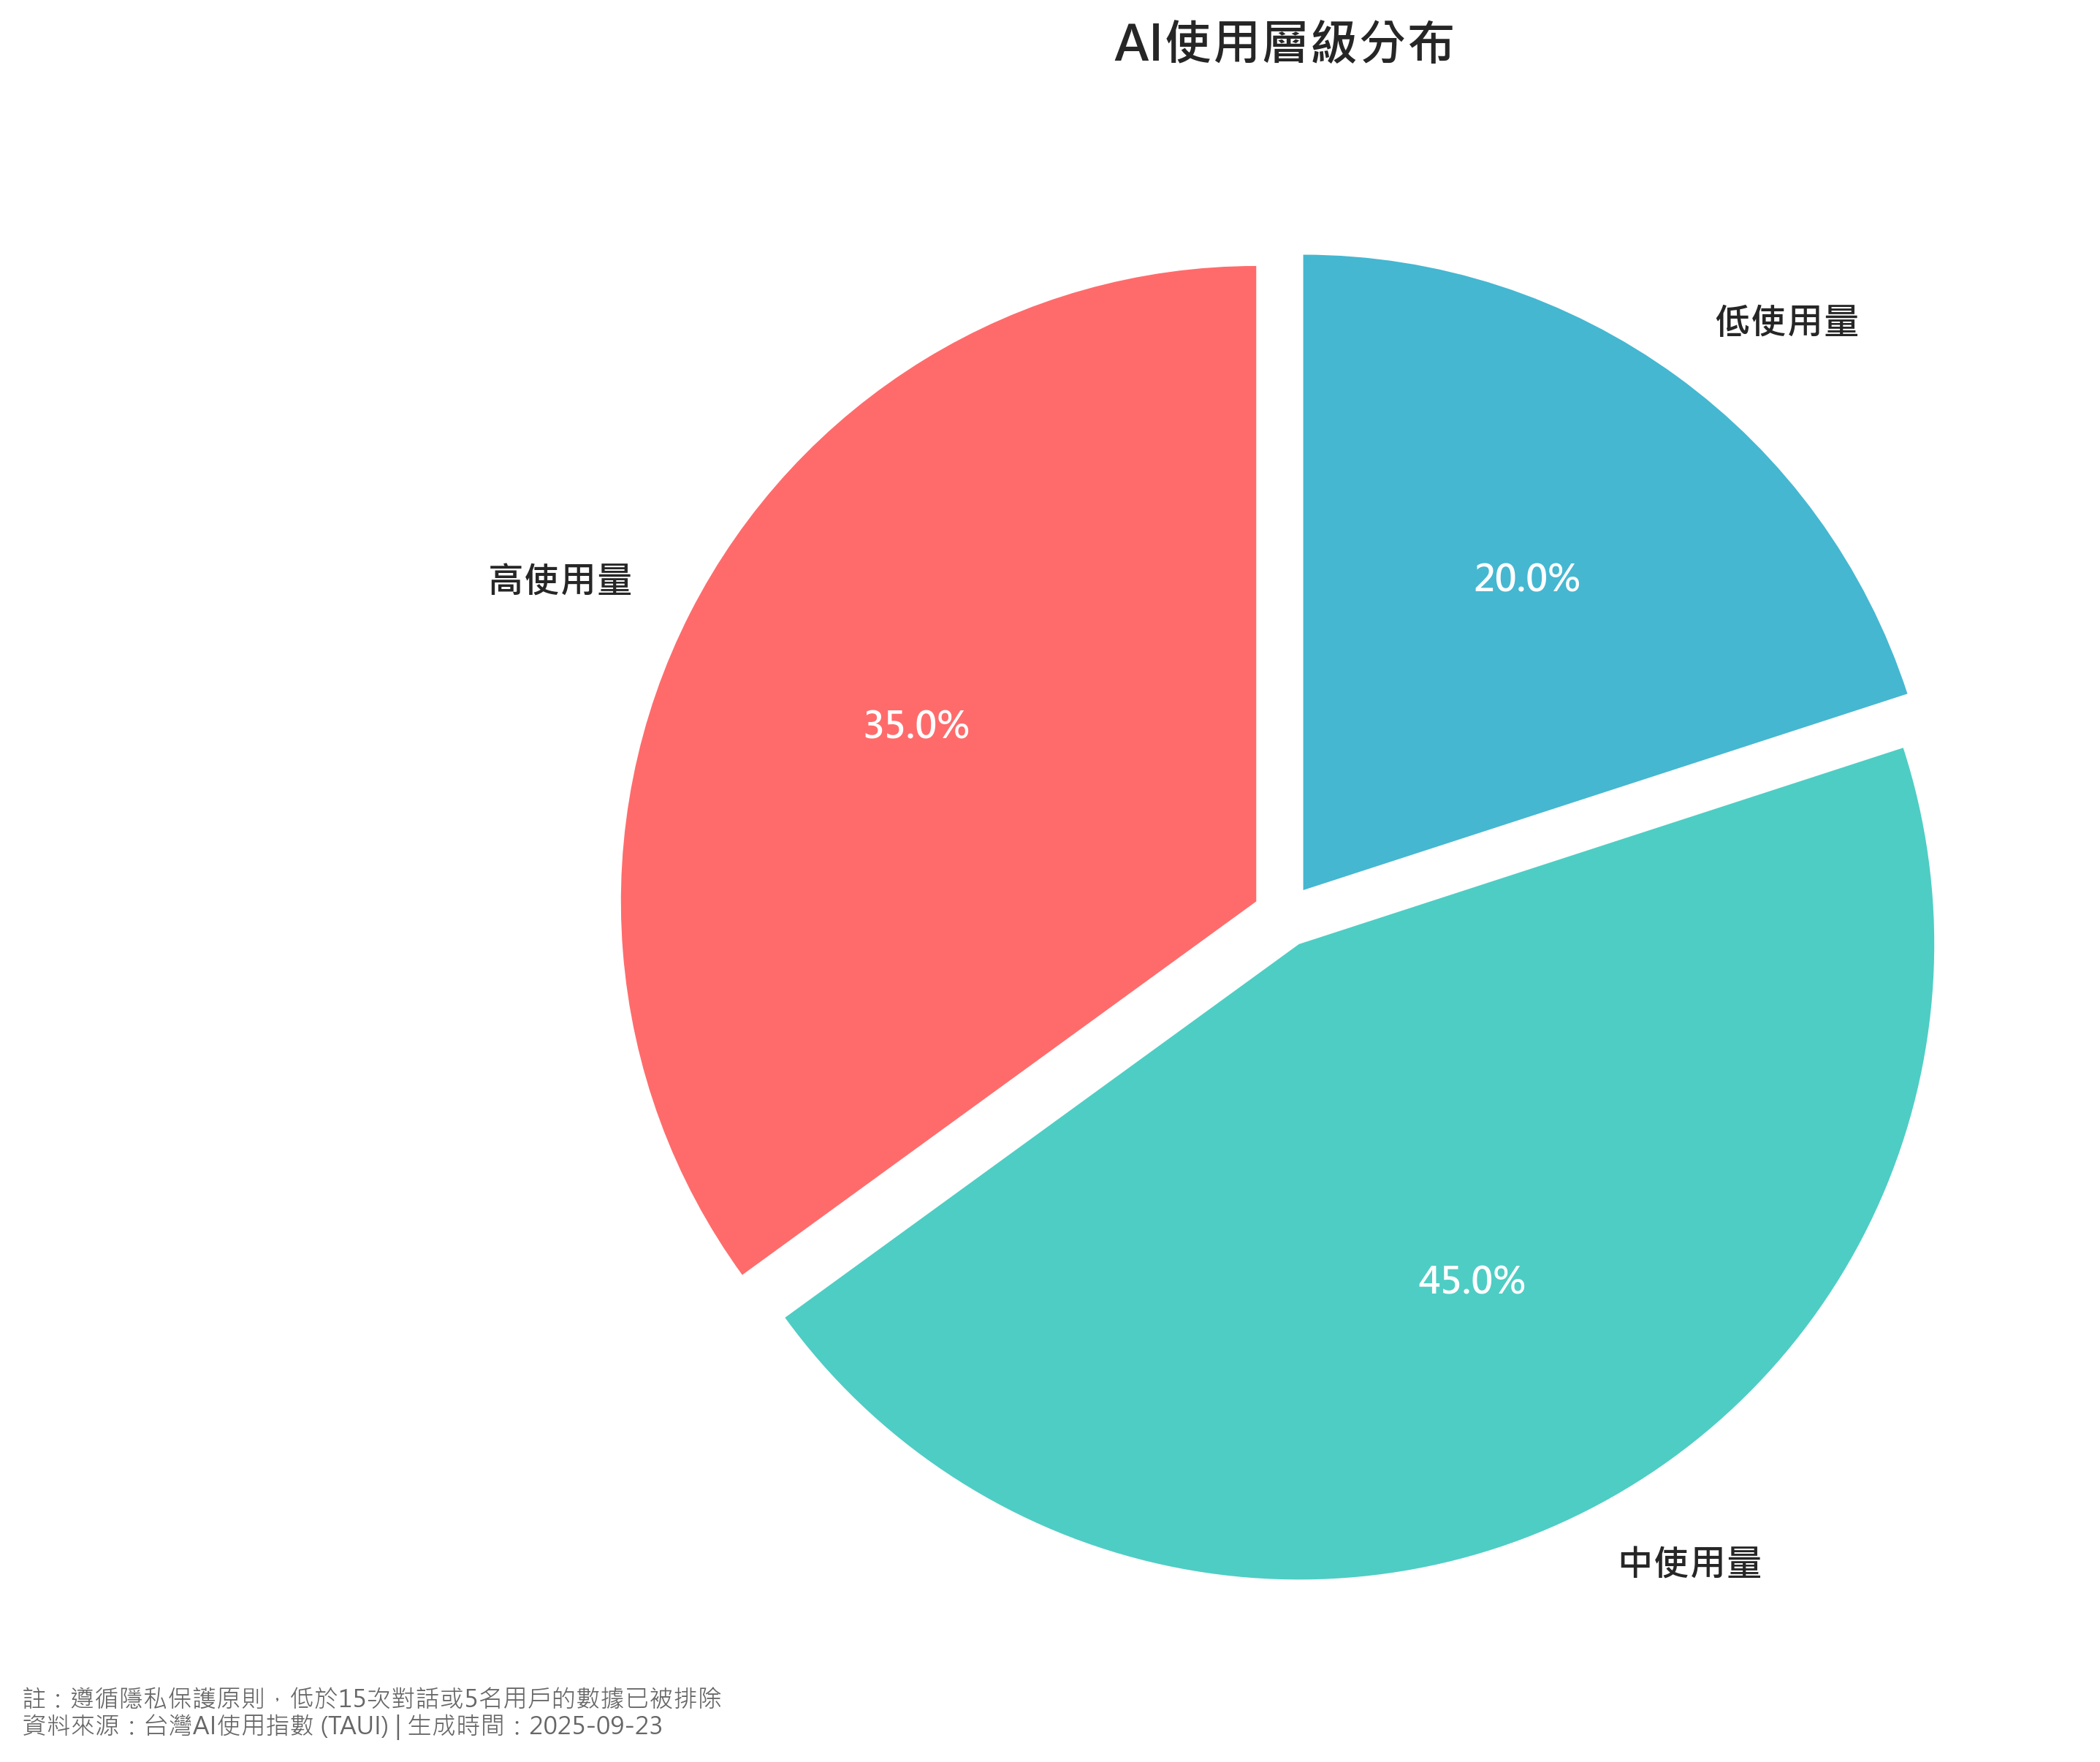 AI使用層級分布
低使用量
高使用量
20.0%
35.0%
45.0%
中使用量
註：遵循隱私保護原則，低於15次對話或5名用戶的數據已被排除
資料來源：台灣AI使用指數 (TAUI) | 生成時間：2025-09-23